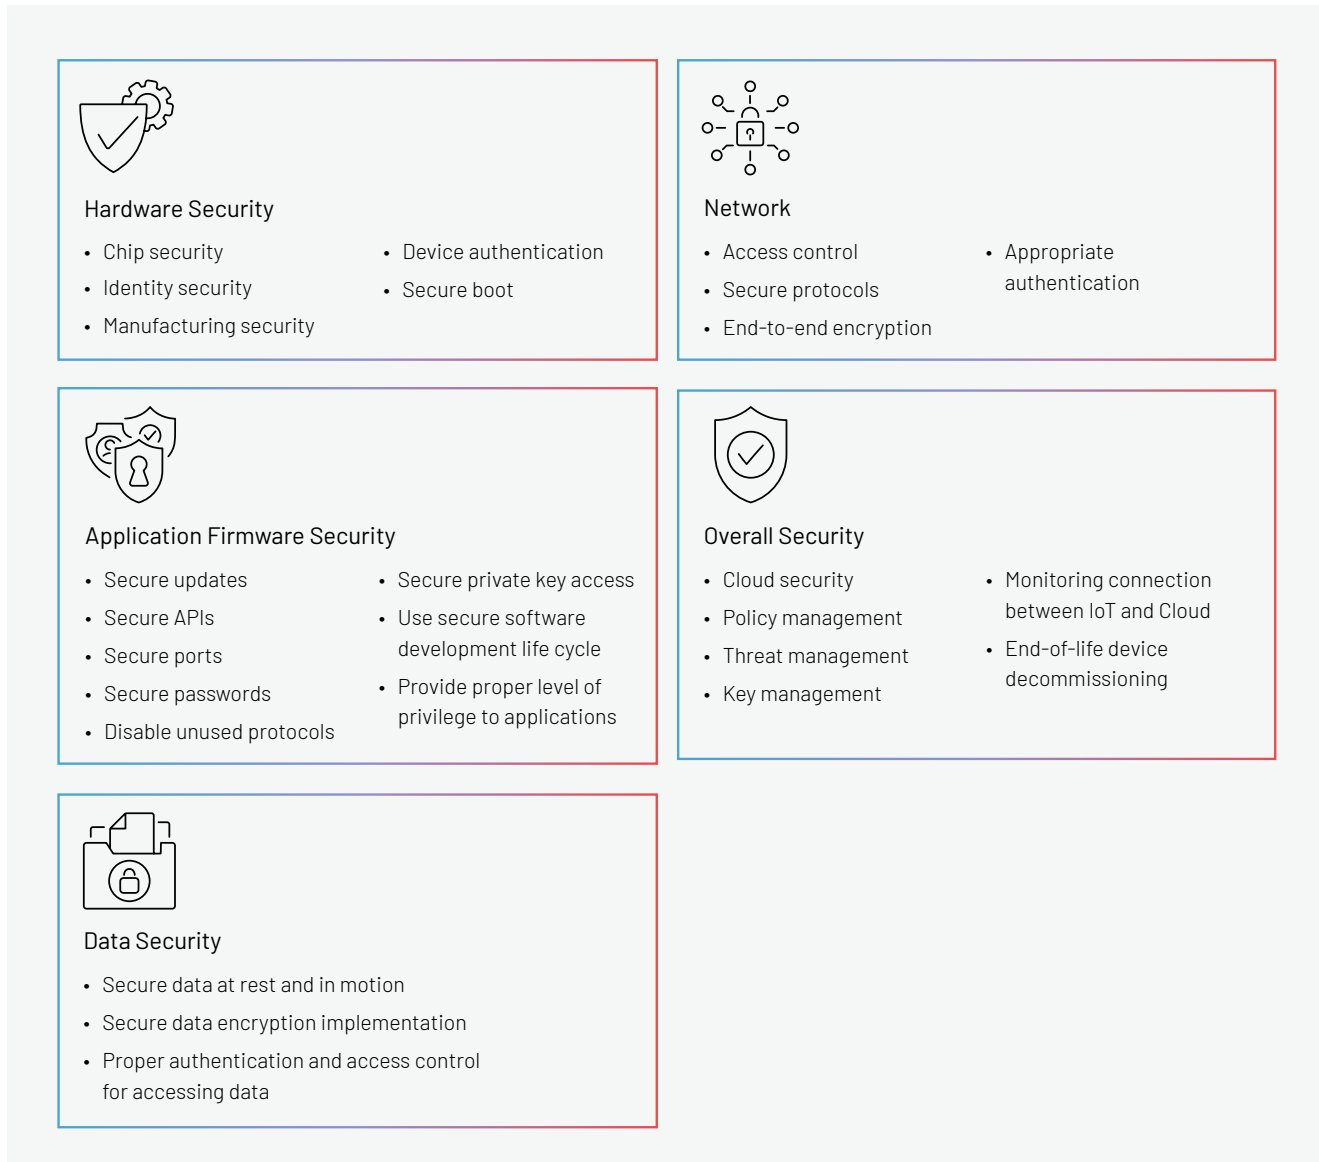 Hardware Security
• Chip security
• Identity security
• Manufacturing security
• Device authentication
• Secure boot
Network
• Access control
• Secure protocols
• End-to-end encryption
• Appropriate
authentication
Application Firmware Security
• Secure updates
• Secure APIs
• Secure ports
• Secure passwords
• Disable unused protocols
• Secure private key access
• Use secure software
development life cycle
• Provide proper level of
privilege to applications
Overall Security
• Cloud security
• Policy management
• Threat management
• Key management
• Monitoring connection
between IoT and Cloud
• End-of-life device
decommissioning
Data Security
• Secure data at rest and in motion
• Secure data encryption implementation
• Proper authentication and access control
for accessing data